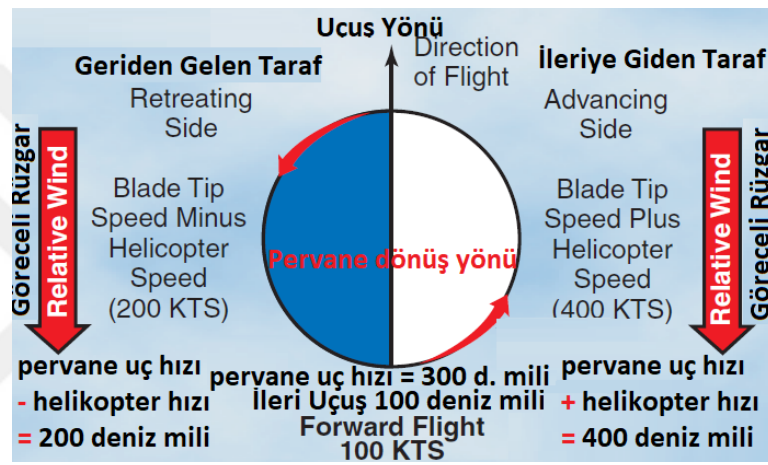 Uçuş Yönü
Direction
of Flight
Geriden Gelen Taraf
Retreating
Side
İleriye Giden Taraf
Advancing
Side
Göreceli Rüzgar
Relative Wind
Blade Tip
Speed Minus
Helicopter
Speed
(200 KTS)
Pervane dönüş yönü
Blade Tip
Speed Plus
Helicopter
Speed
(400 KTS)
Relative Wind
Göreceli Rüzgar
pervane uç hızı
- helikopter hızı
= 200 deniz mili
pervane uç hızı = 300 d. mili
İleri Uçuş 100 deniz mili
Forward Flight
100 KTS
pervane uç hızı
+ helikopter hızı
= 400 deniz mili